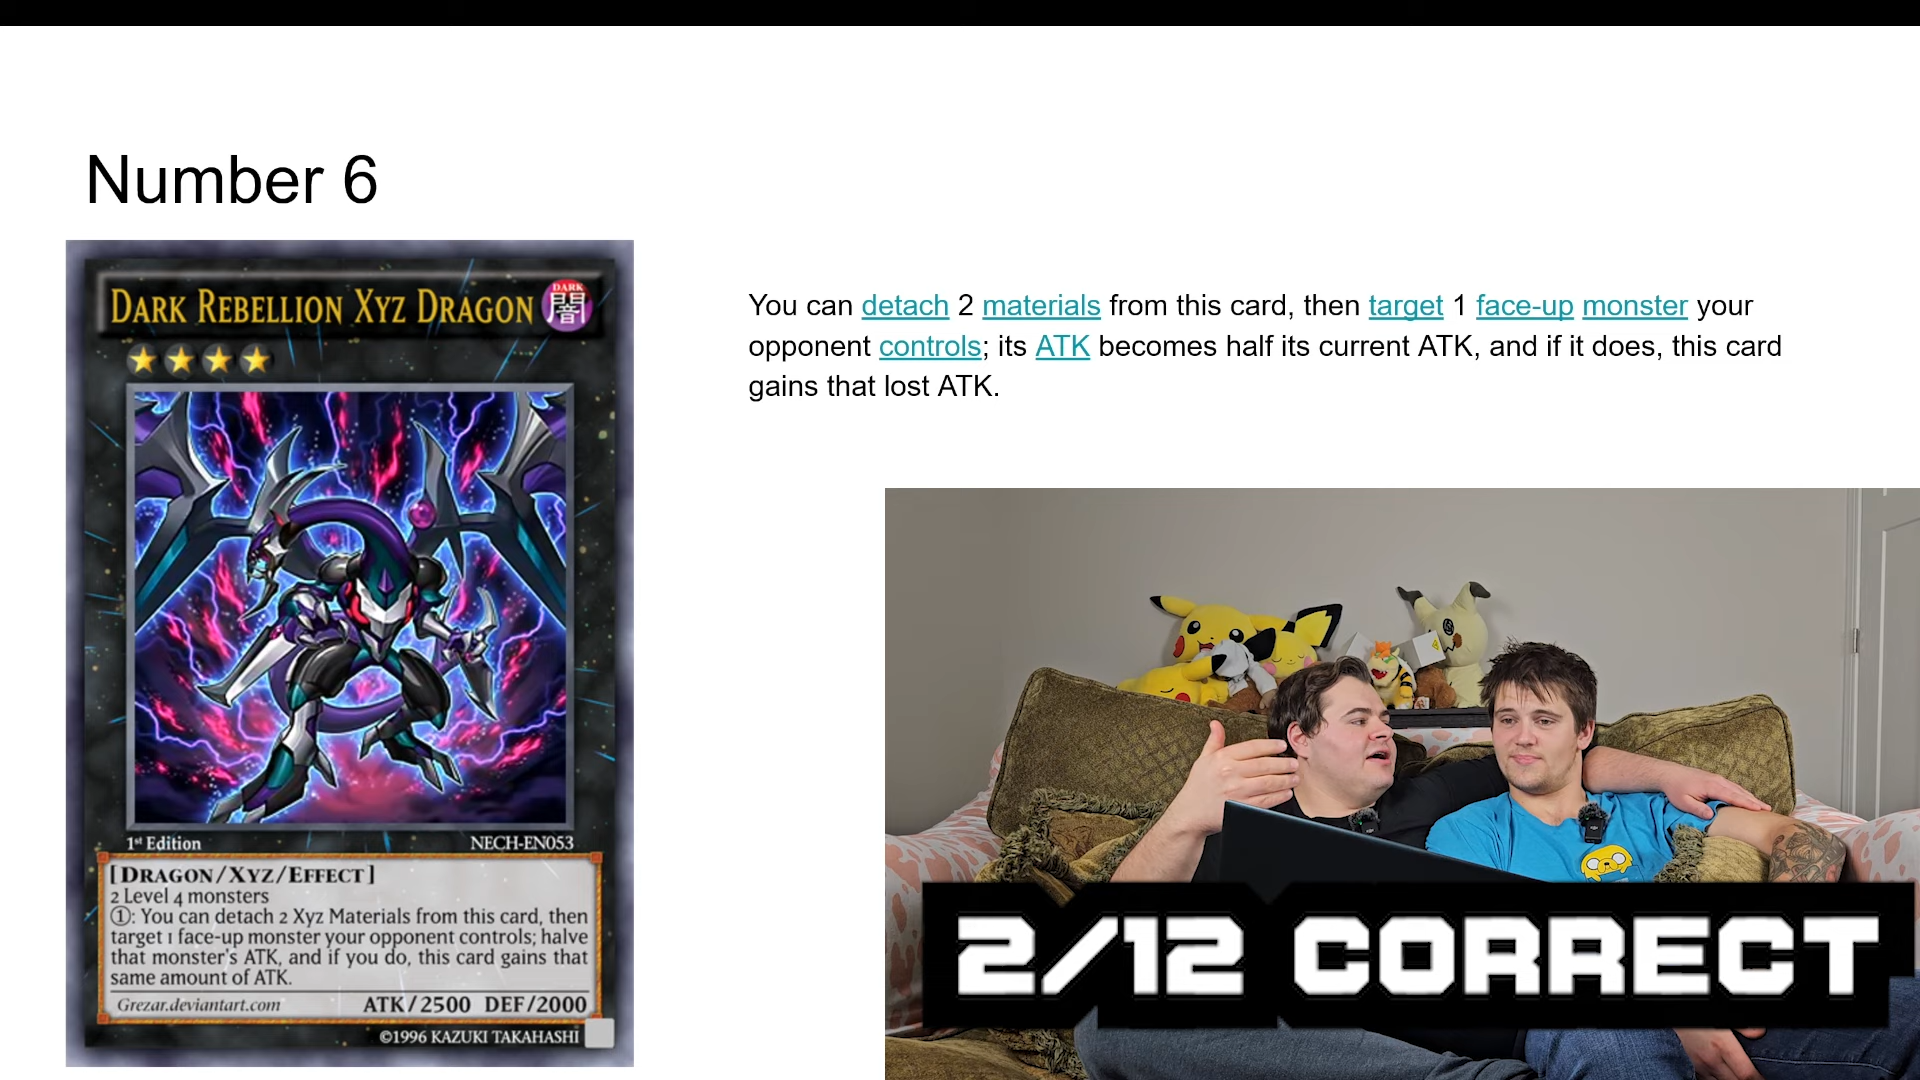 Number 6
DARK REBELLION XYZ DRAGON
DARK
闇
You can detach 2 materials from this card, then target 1 face-up monster your
opponent controls; its ATK becomes half its current ATK, and if it does, this card
gains that lost ATK.
1st Edition
NECH-EN053
[DRAGON/XYZ/EFFECT]
2 Level 4 monsters
①: You can detach 2 Xyz Materials from this card, then
target 1 face-up monster your opponent controls; halve
that monster's ATK, and if you do, this card gains that
same amount of ATK.
Grezar.deviantart.com
ATK/2500 DEF/2000
©1996 KAZUKI TAKAHASHI
2/12 CORRECT